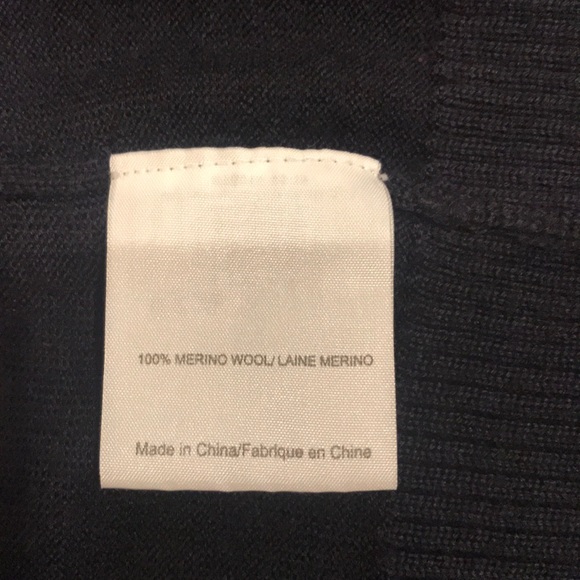 100% MERINO WOOL/ LAINE MERINO
Made in China/Fabrique en Chine